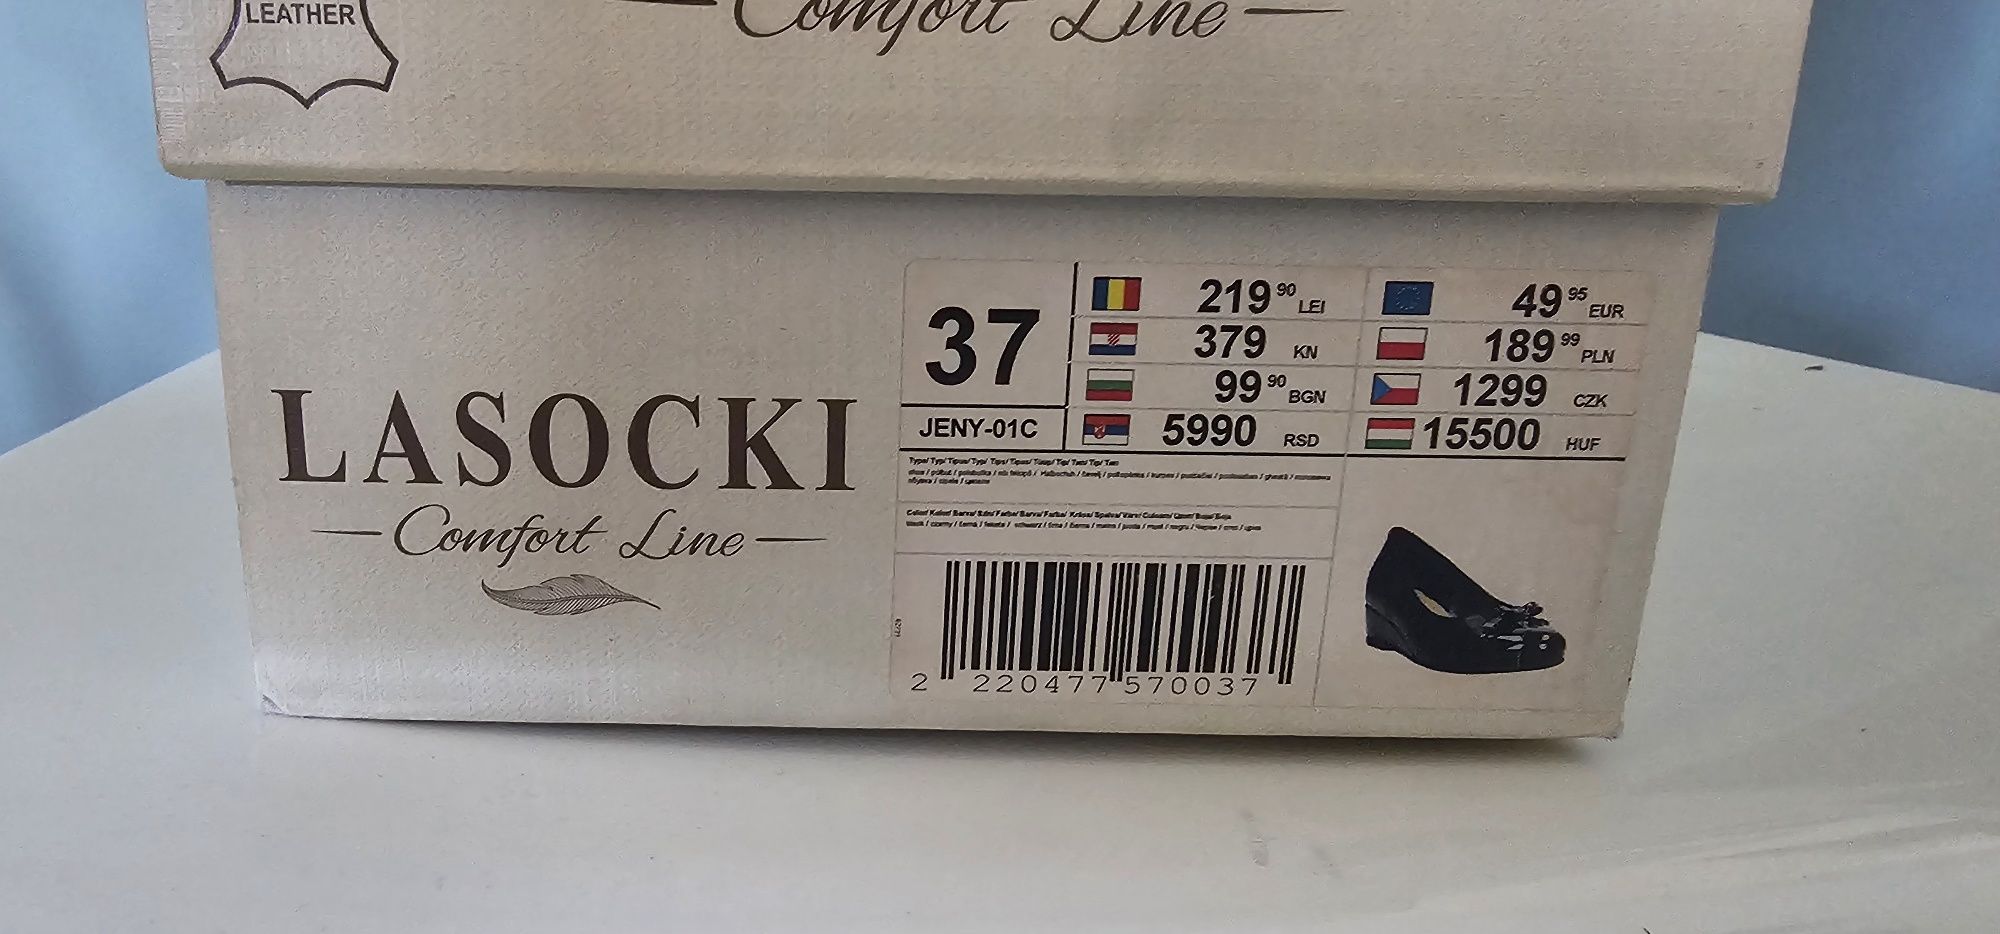 LEATHER
Comfort Line
LASOCKI
Comfort Line
37
JENY-01C
219 90 LEI
379 KN
99 90 BGN
5990 RSD
49 95 EUR
189 99 PLN
1299 CZK
15500 HUF
2 220477 570037